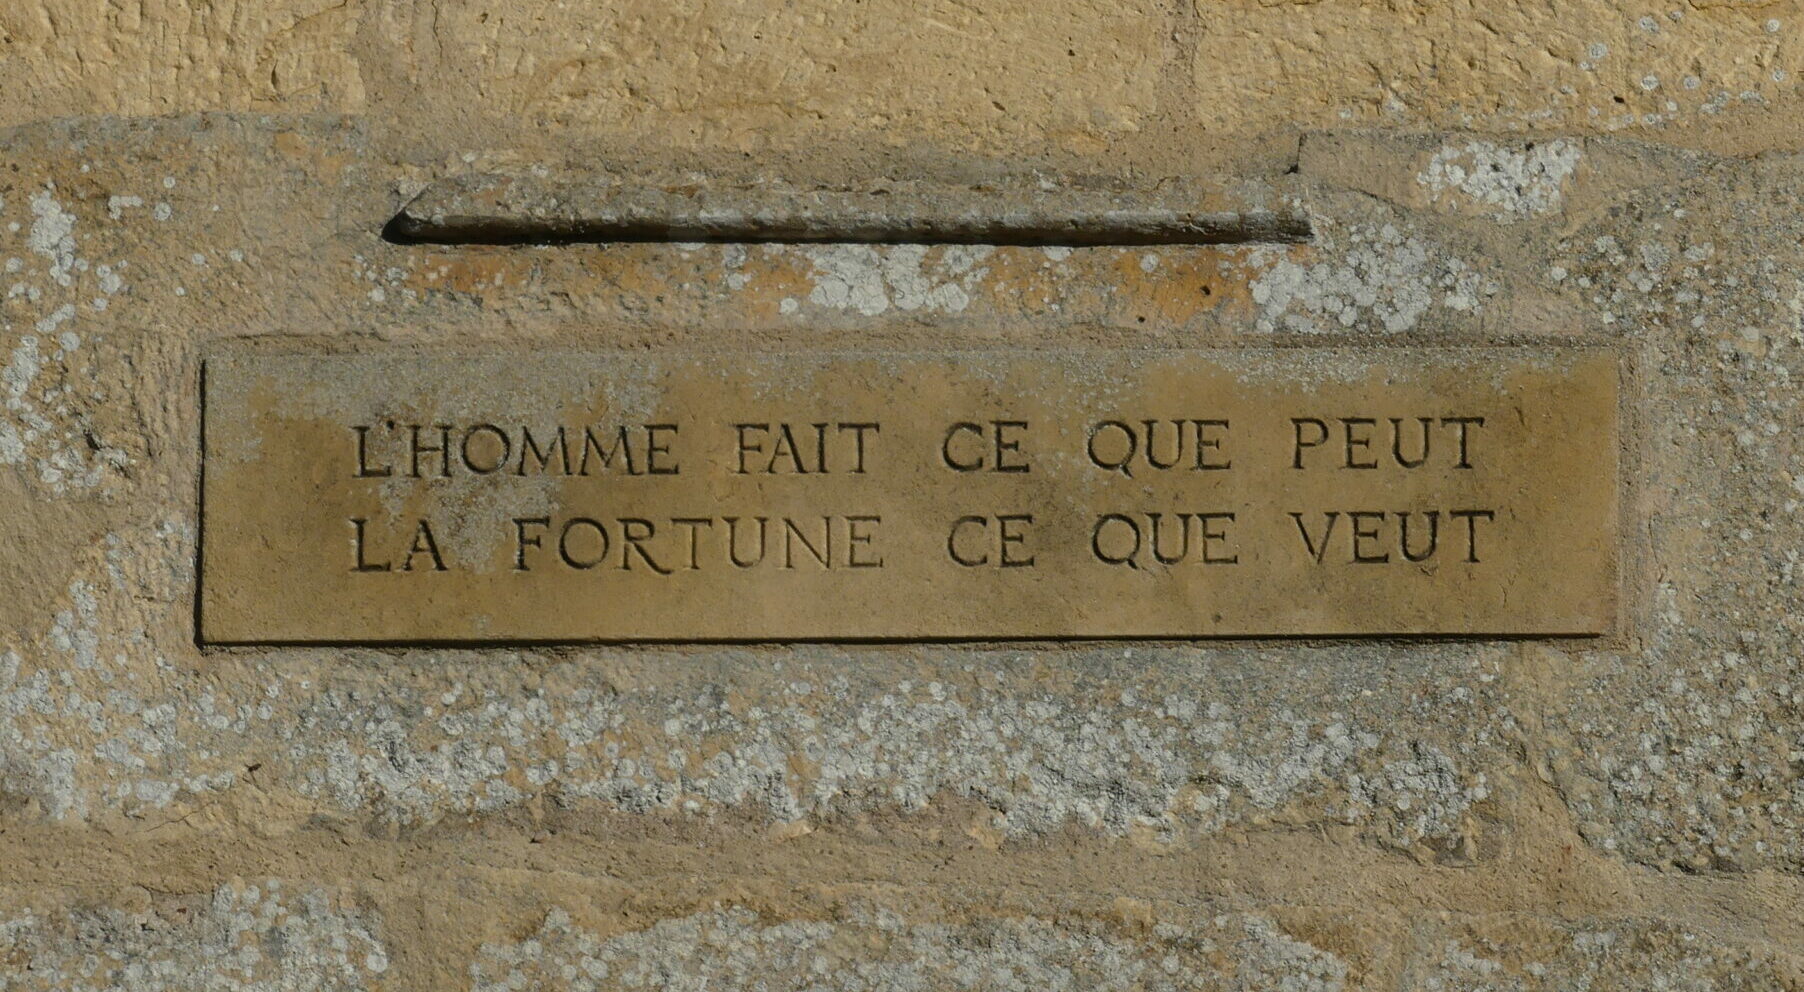 L'HOMME FAIT CE QUE PEUT
LA FORTUNE CE QUE VEUT